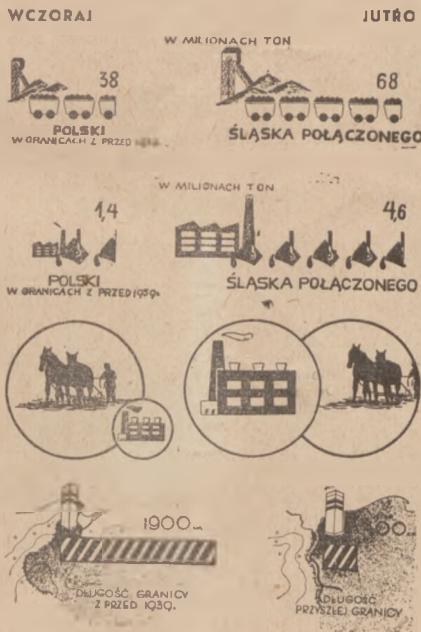 WCZORAJ JUTRO
W MILIONACH TON
38 68
POLSKI ŚLĄSKA POŁĄCZONEGO
W GRANICACH Z PRZED
W MILIONACH TON
1,4 4,6
POLSKI ŚLĄSKA POŁĄCZONEGO
W GRANICACH Z PRZED 1939.
1900
DŁUGOŚĆ GRANICY DŁUGOŚĆ
Z PRZED 1939. PRZYSZŁEJ GRANICY